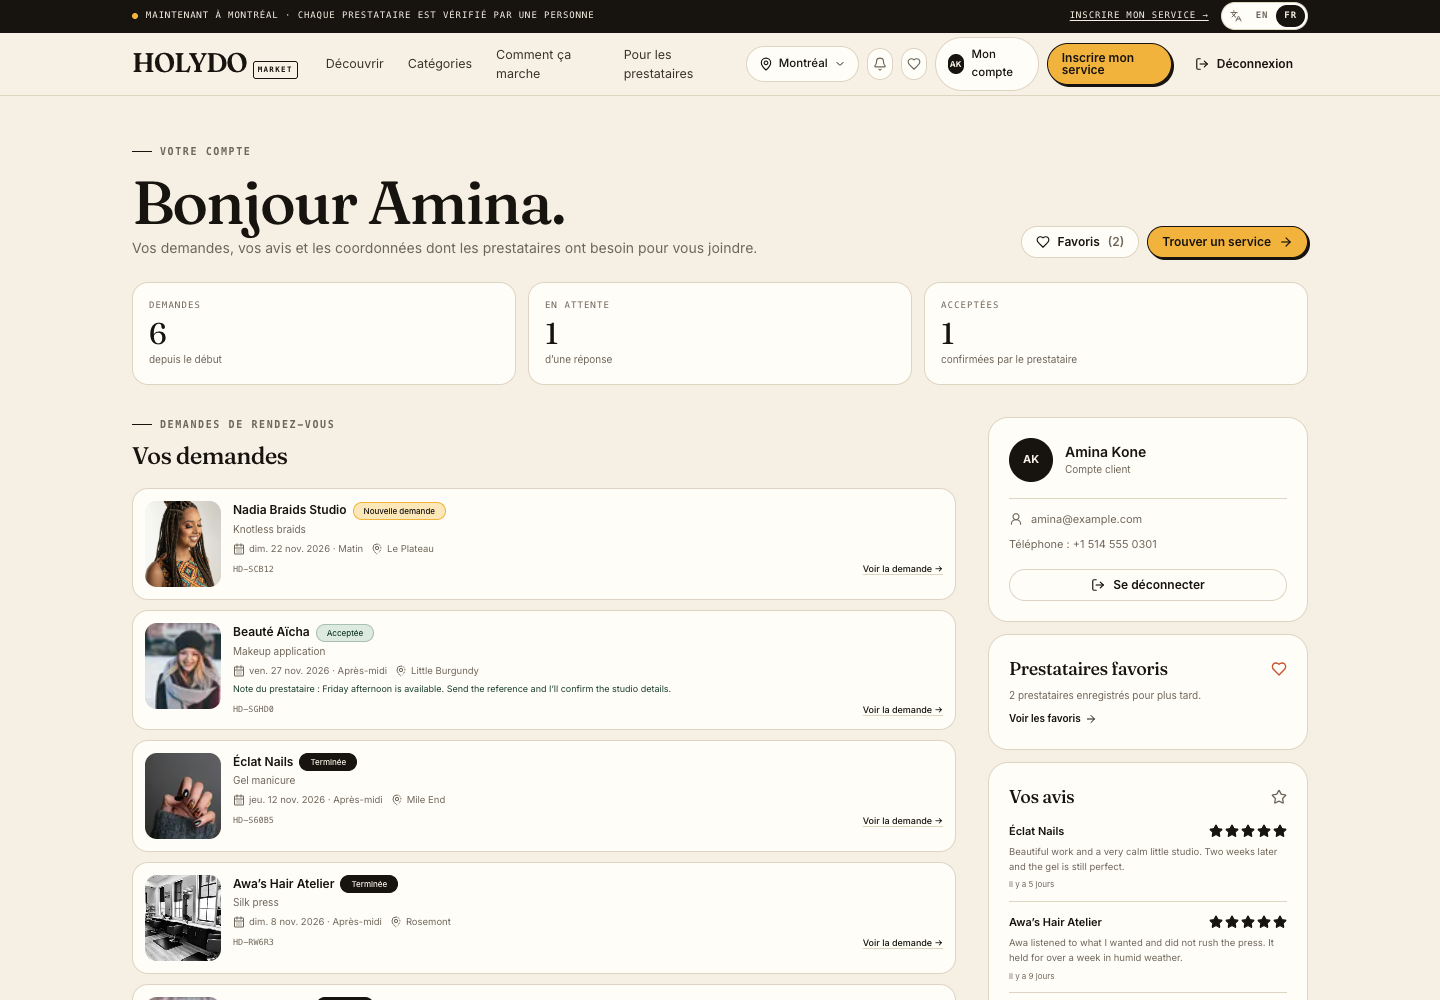 MAINTENANT À MONTRÉAL · CHAQUE PRESTATAIRE EST VÉRIFIÉ PAR UNE PERSONNE
INSCRIRE MON SERVICE →
EN FR
HOLYDO MARKET
Découvrir
Catégories
Comment ça
marche
Pour les
prestataires
Montréal
AK
Mon
compte
Inscrire mon
service
Déconnexion
VOTRE COMPTE
Bonjour Amina.
Vos demandes, vos avis et les coordonnées dont les prestataires ont besoin pour vous joindre.
Favoris (2)
Trouver un service →
DEMANDES
6
depuis le début
EN ATTENTE
1
d’une réponse
ACCEPTÉES
1
confirmées par le prestataire
DEMANDES DE RENDEZ-VOUS
Vos demandes
Nadia Braids Studio Nouvelle demande
Knotless braids
dim. 22 nov. 2026 · Matin Le Plateau
HD-SCB12
Voir la demande →
Beauté Aïcha Acceptée
Makeup application
ven. 27 nov. 2026 · Après-midi Little Burgundy
Note du prestataire : Friday afternoon is available. Send the reference and I’ll confirm the studio details.
HD-SGHD0
Voir la demande →
Éclat Nails Terminée
Gel manicure
jeu. 12 nov. 2026 · Après-midi Mile End
HD-S60B5
Voir la demande →
Awa’s Hair Atelier Terminée
Silk press
dim. 8 nov. 2026 · Après-midi Rosemont
HD-RW6R3
Voir la demande →
AK
Amina Kone
Compte client
amina@example.com
Téléphone : +1 514 555 0301
Se déconnecter
Prestataires favoris
2 prestataires enregistrés pour plus tard.
Voir les favoris →
Vos avis
Éclat Nails
Beautiful work and a very calm little studio. Two weeks later
and the gel is still perfect.
il y a 5 jours
Awa’s Hair Atelier
Awa listened to what I wanted and did not rush the press. It
held for over a week in humid weather.
il y a 9 jours